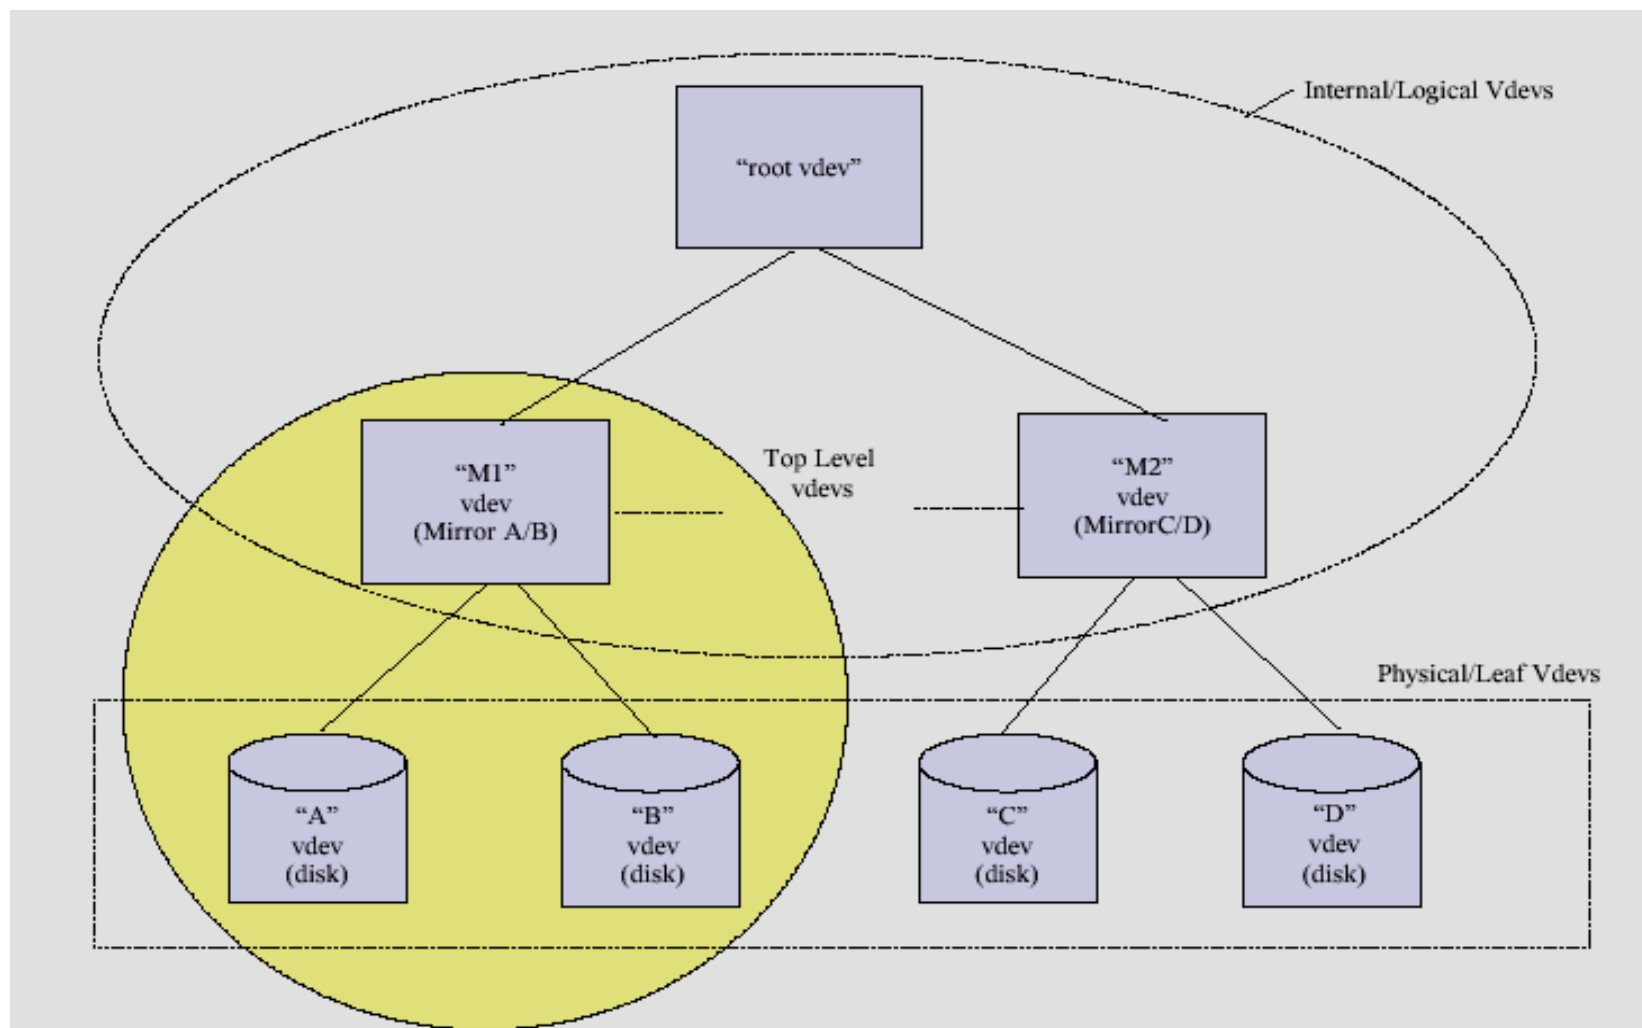 Internal/Logical Vdevs
“root vdev”
Top Level
vdevs
“M1”
vdev
(Mirror A/B)
“M2”
vdev
(MirrorC/D)
Physical/Leaf Vdevs
“A”
vdev
(disk)
“B”
vdev
(disk)
“C”
vdev
(disk)
“D”
vdev
(disk)